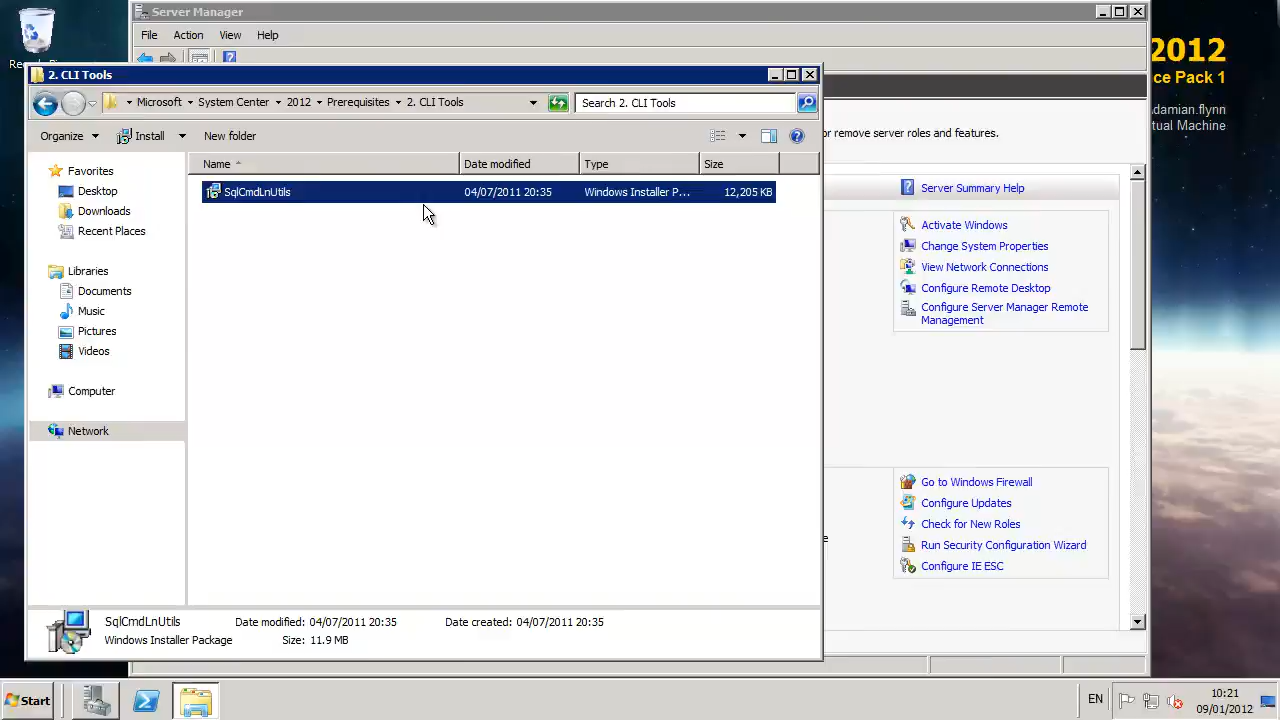 Server Manager
File Action View Help
2. CLI Tools
Microsoft System Center 2012 Prerequisites 2. CLI Tools
Search 2. CLI Tools
Organize Install New folder
Name Date modified Type Size
SqlCmdLnUtils 04/07/2011 20:35 Windows Installer P... 12,205 KB
Favorites
Desktop
Downloads
Recent Places
Libraries
Documents
Music
Pictures
Videos
Computer
Network
SqlCmdLnUtils Date modified: 04/07/2011 20:35 Date created: 04/07/2011 20:35
Windows Installer Package Size: 11.9 MB
or remove server roles and features.
Server Summary Help
Activate Windows
Change System Properties
View Network Connections
Configure Remote Desktop
Configure Server Manager Remote
Management
Go to Windows Firewall
Configure Updates
Check for New Roles
Run Security Configuration Wizard
Configure IE ESC
2012
ce Pack 1
damian.flynn
tual Machine
Start
EN
10:21
09/01/2012